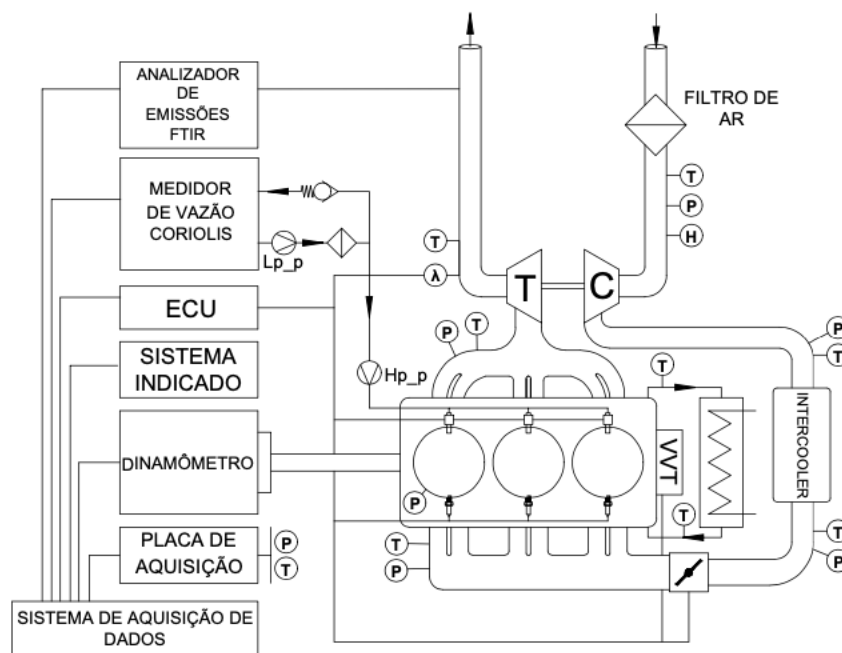 ANALIZADOR
DE
EMISSÕES
FTIR
FILTRO DE
AR
MEDIDOR
DE VAZÃO
CORIOLIS
Lp_p
T
P
H
T
λ
T
C
ECU
P
T
P
T
SISTEMA
INDICADO
Hp_p
T
INTERCOOLER
DINAMÔMETRO
VVT
P
T
PLACA DE
AQUISIÇÃO
P
T
T
P
T
P
SISTEMA DE AQUISIÇÃO DE
DADOS